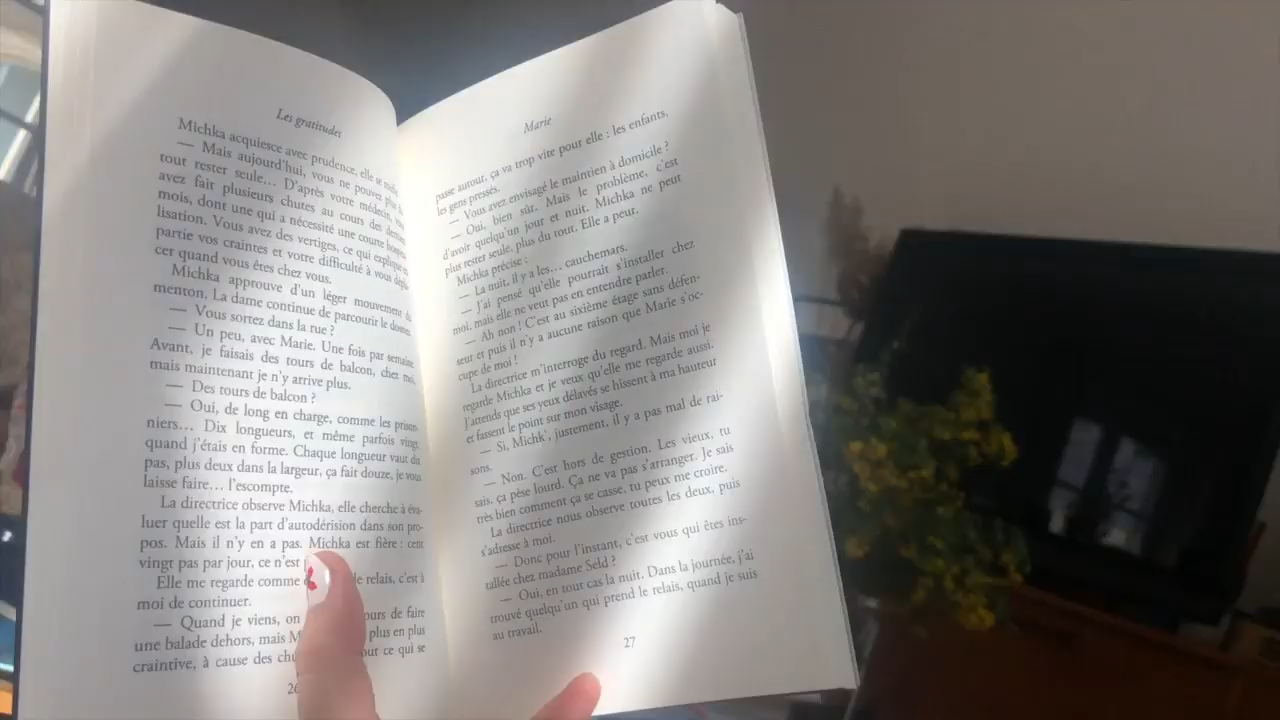 Les gratitudes
Michka acquiesce avec prudence, elle se
— Mais aujourd'hui, vous ne pouvez plus
tout rester seule… D'après votre médecin,
avez fait plusieurs chutes au cours des derniers
mois, dont une qui a nécessité une courte
lisation. Vous avez des vertiges, ce qui explique en
partie vos craintes et votre difficulté à vous dépla-
cer quand vous êtes chez vous.
Michka approuve d'un léger mouvement du
menton. La dame continue de parcourir le
— Vous sortez dans la rue ?
— Un peu, avec Marie. Une fois par semaine.
Avant, je faisais des tours de balcon, chez moi,
mais maintenant je n'y arrive plus.
— Des tours de balcon ?
— Oui, de long en charge, comme les prison-
niers… Dix longueurs, et même parfois vingt,
quand j'étais en forme. Chaque longueur vaut dix
pas, plus deux dans la largeur, ça fait douze, je vous
laisse faire… l'escompte.
La directrice observe Michka, elle cherche à éva-
luer quelle est la part d'autodérision dans son pro-
pos. Mais il n'y en a pas. Michka est fière : cent
vingt pas par jour, ce n'est
Elle me regarde comme le relais, c'est à
moi de continuer.
— Quand je viens, on ours de faire
une balade dehors, mais M plus en plus
craintive, à cause des chu out ce qui se
26
Marie
passe autour, ça va trop vite pour elle : les enfants,
les gens pressés.
— Vous avez envisagé le maintien à domicile ?
— Oui, bien sûr. Mais le problème, c'est
d'avoir quelqu'un jour et nuit. Michka ne peut
plus rester seule, plus du tout. Elle a peur.
Michka précise :
— La nuit, il y a les… cauchemars.
— J'ai pensé qu'elle pourrait s'installer chez
moi, mais elle ne veut pas en entendre parler.
— Ah non ! C'est au sixième étage sans défen-
seur et puis il n'y a aucune raison que Marie s'oc-
cupe de moi !
La directrice m'interroge du regard. Mais moi je
regarde Michka et je veux qu'elle me regarde aussi.
J'attends que ses yeux délavés se hissent à ma hauteur
et fassent le point sur mon visage.
— Si, Michk', justement, il y a pas mal de rai-
sons.
— Non. C'est hors de gestion. Les vieux, tu
sais, ça pèse lourd. Ça ne va pas s'arranger. Je sais
très bien comment ça se casse, tu peux me croire.
La directrice nous observe toutes les deux, puis
s'adresse à moi.
— Donc pour l'instant, c'est vous qui êtes ins-
tallée chez madame Seld ?
— Oui, en tout cas la nuit. Dans la journée, j'ai
trouvé quelqu'un qui prend le relais, quand je suis
au travail.
27